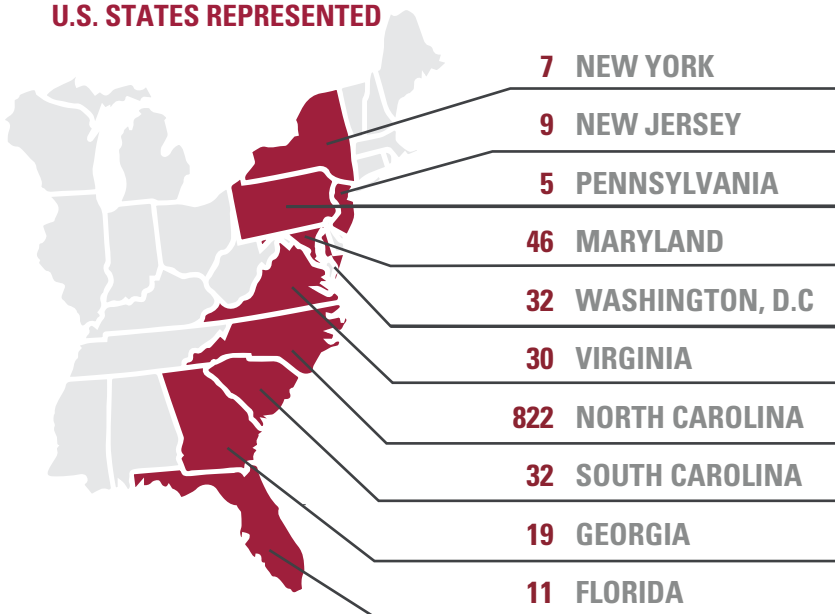 U.S. STATES REPRESENTED
7 NEW YORK
9 NEW JERSEY
5 PENNSYLVANIA
46 MARYLAND
32 WASHINGTON, D.C
30 VIRGINIA
822 NORTH CAROLINA
32 SOUTH CAROLINA
19 GEORGIA
11 FLORIDA